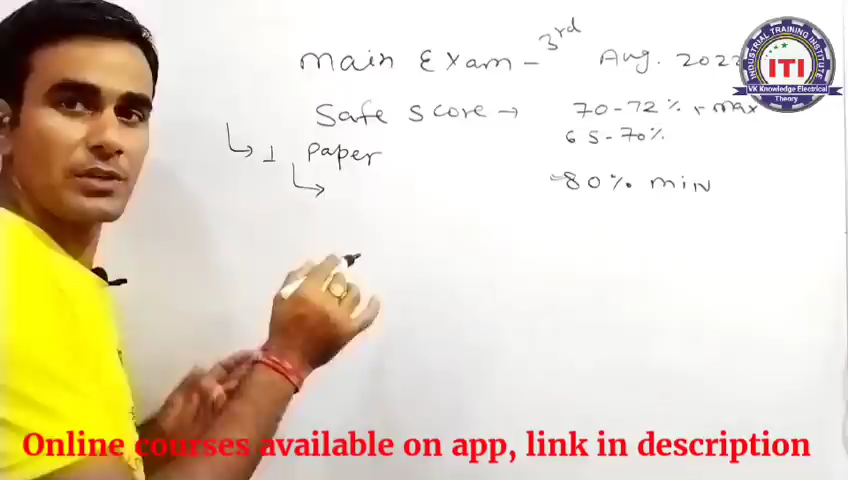 Main Exam - 3rd Aug. 2022
Safe Score → 70-72% + max
65-70%
1 Paper
80% min
INDUSTRIAL TRAINING INSTITUTE
ITI
VK Knowledge Electrical
Theory
Online courses available on app, link in description